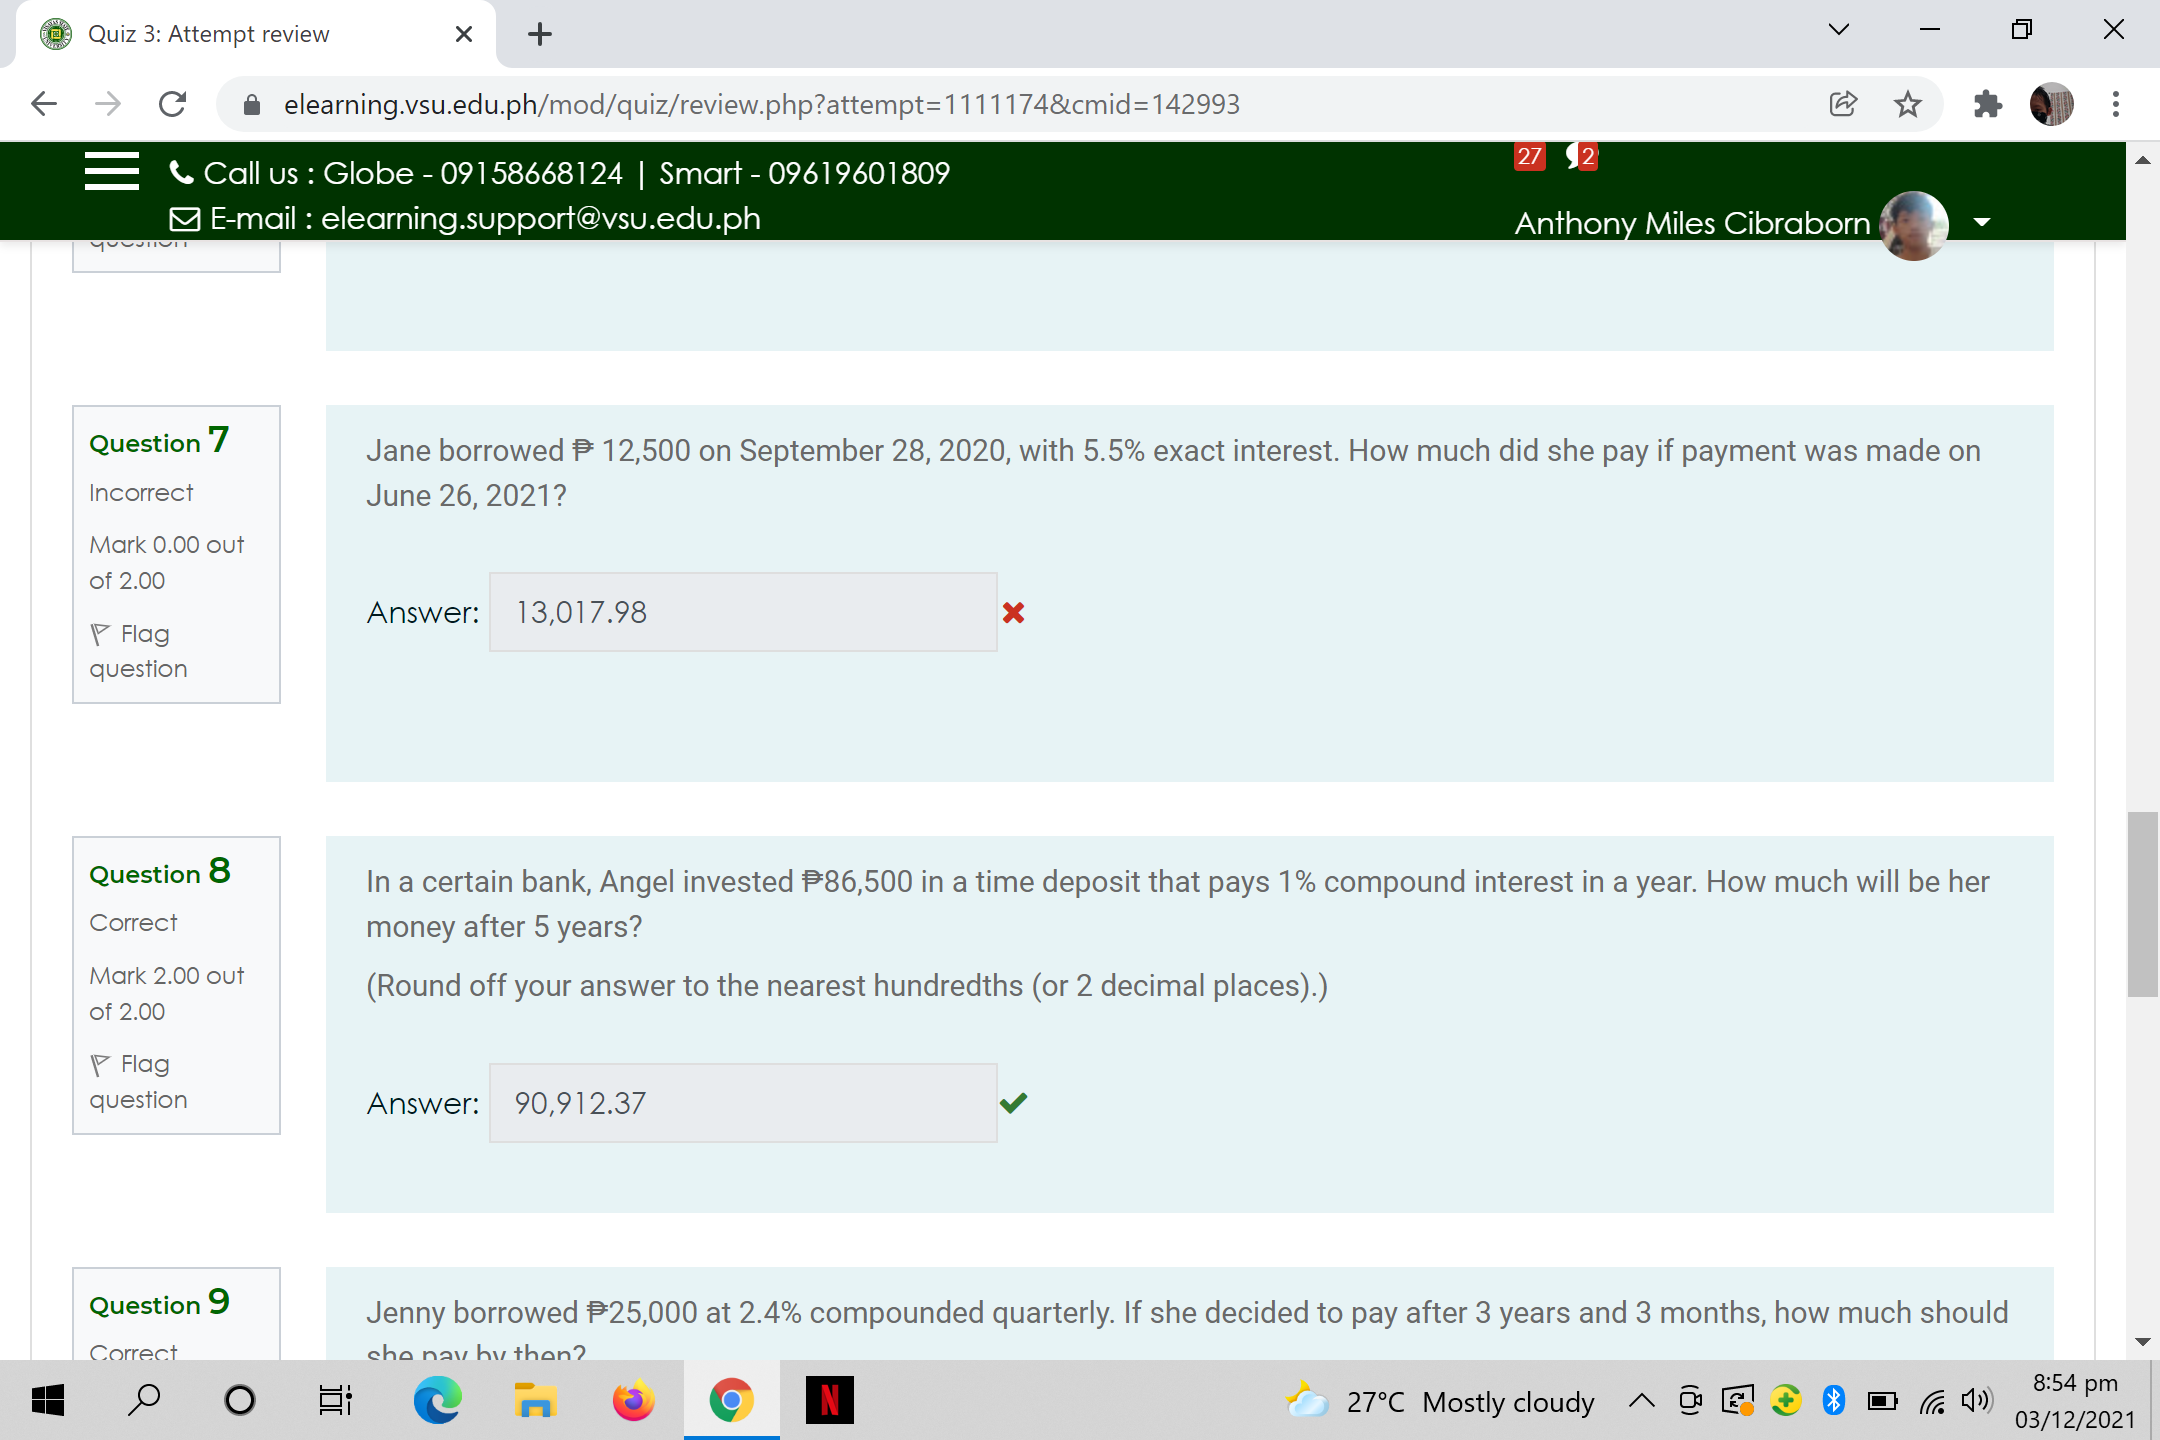 Quiz 3: Attempt review
elearning.vsu.edu.ph/mod/quiz/review.php?attempt=1111174&cmid=142993
Call us : Globe - 09158668124 | Smart - 09619601809
27
2
E-mail : elearning.support@vsu.edu.ph
Anthony Miles Cibraborn
question
Question 7
Incorrect
Mark 0.00 out
of 2.00
Flag
question
Jane borrowed ₱ 12,500 on September 28, 2020, with 5.5% exact interest. How much did she pay if payment was made on
June 26, 2021?
Answer: 13,017.98
Question 8
Correct
Mark 2.00 out
of 2.00
Flag
question
In a certain bank, Angel invested ₱86,500 in a time deposit that pays 1% compound interest in a year. How much will be her
money after 5 years?
(Round off your answer to the nearest hundredths (or 2 decimal places).)
Answer: 90,912.37
Question 9
Correct
Jenny borrowed ₱25,000 at 2.4% compounded quarterly. If she decided to pay after 3 years and 3 months, how much should
she pay by then?
N
27°C Mostly cloudy
8:54 pm
03/12/2021